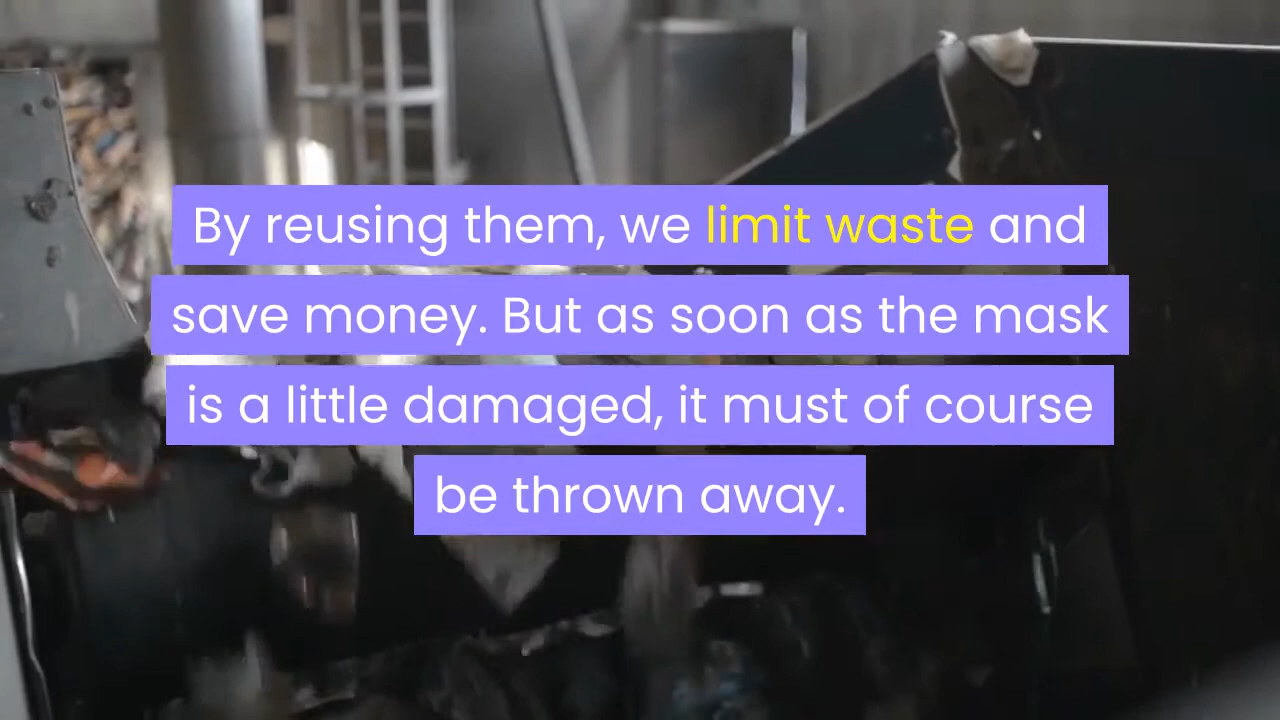 By reusing them, we limit waste and
save money. But as soon as the mask
is a little damaged, it must of course
be thrown away.